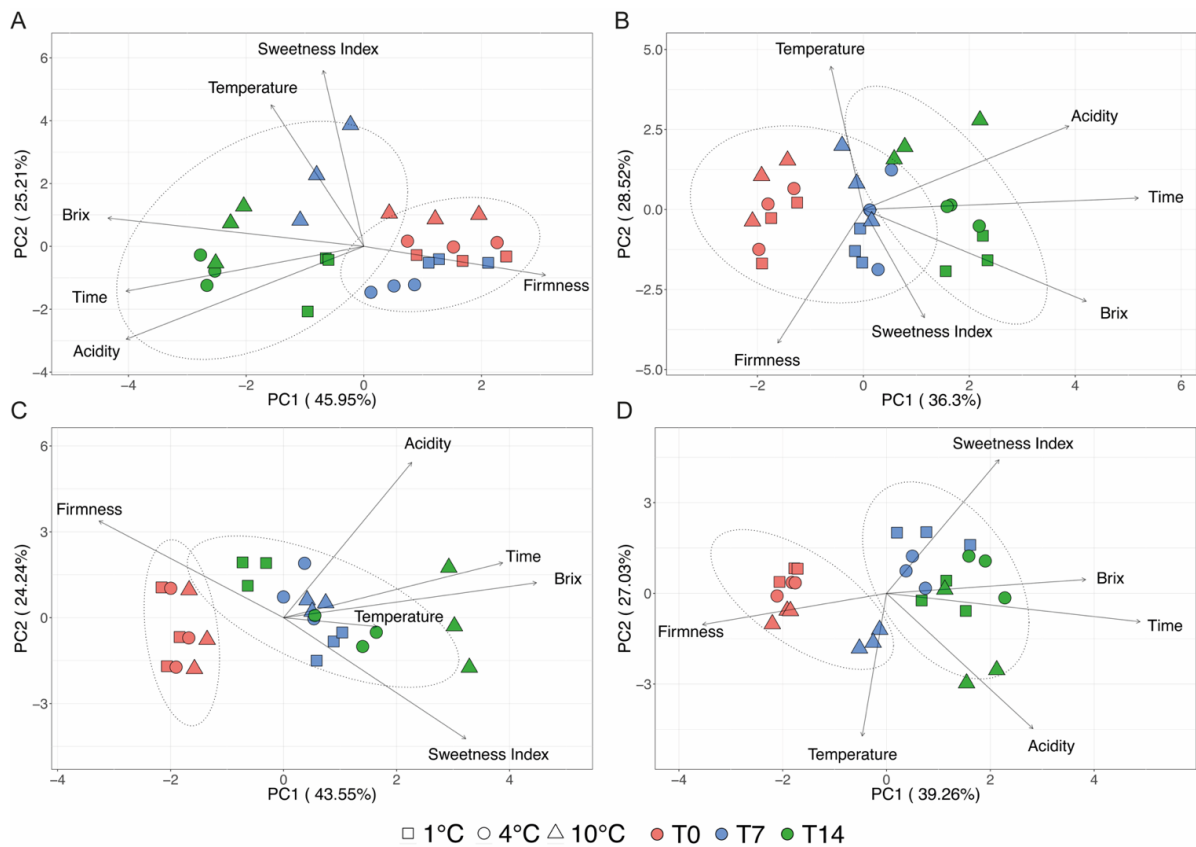 A
6
4
2
0
−2
−4
−4
−2
0
2
PC1 ( 45.95%)
PC2 ( 25.21%)
Sweetness Index
Temperature
Brix
Time
Acidity
Firmness
B
5.0
2.5
0.0
−2.5
−5.0
−2
0
2
4
6
PC1 ( 36.3%)
PC2 ( 28.52%)
Temperature
Acidity
Time
Brix
Sweetness Index
Firmness
C
6
3
0
−3
−4
−2
0
2
4
PC1 ( 43.55%)
PC2 ( 24.24%)
Acidity
Firmness
Time
Brix
Temperature
Sweetness Index
D
3
0
−3
−4
−2
0
2
4
PC1 ( 39.26%)
PC2 ( 27.03%)
Sweetness Index
Brix
Firmness
Time
Temperature
Acidity
1°C 4°C 10°C T0 T7 T14